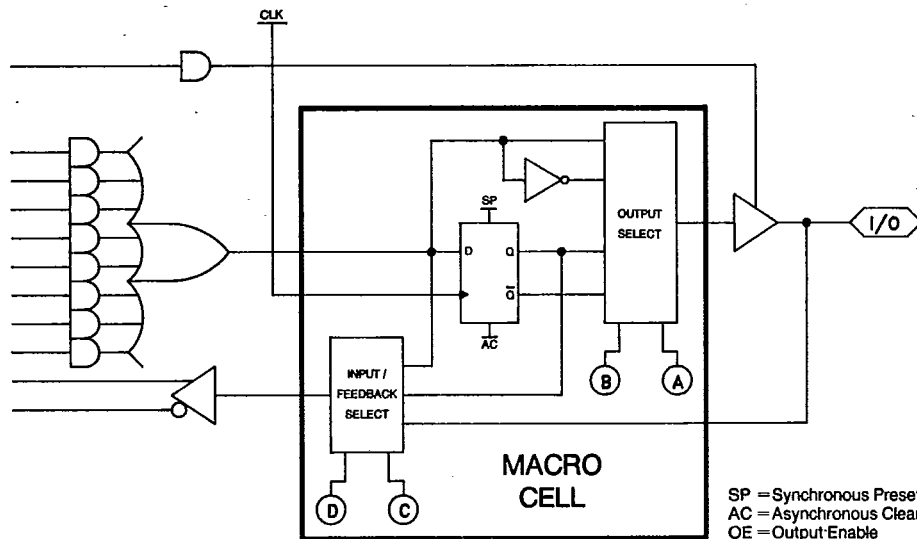 CLK
SP
D
Q
Q̅
AC
OUTPUT
SELECT
I/O
B
A
INPUT /
FEEDBACK
SELECT
D
C
MACRO
CELL
SP = Synchronous Preset
AC = Asynchronous Clear
OE = Output Enable